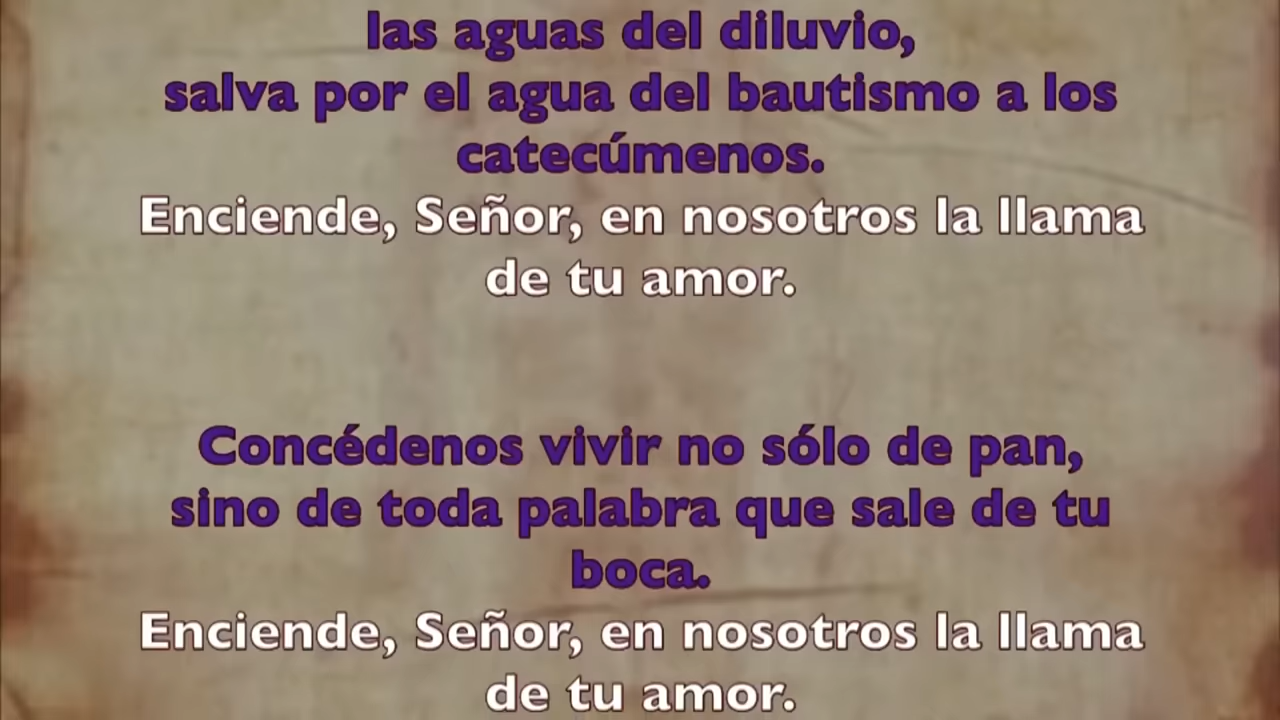 las aguas del diluvio,
salva por el agua del bautismo a los
catecúmenos.
Enciende, Señor, en nosotros la llama
de tu amor.
Concédenos vivir no sólo de pan,
sino de toda palabra que sale de tu
boca.
Enciende, Señor, en nosotros la llama
de tu amor.